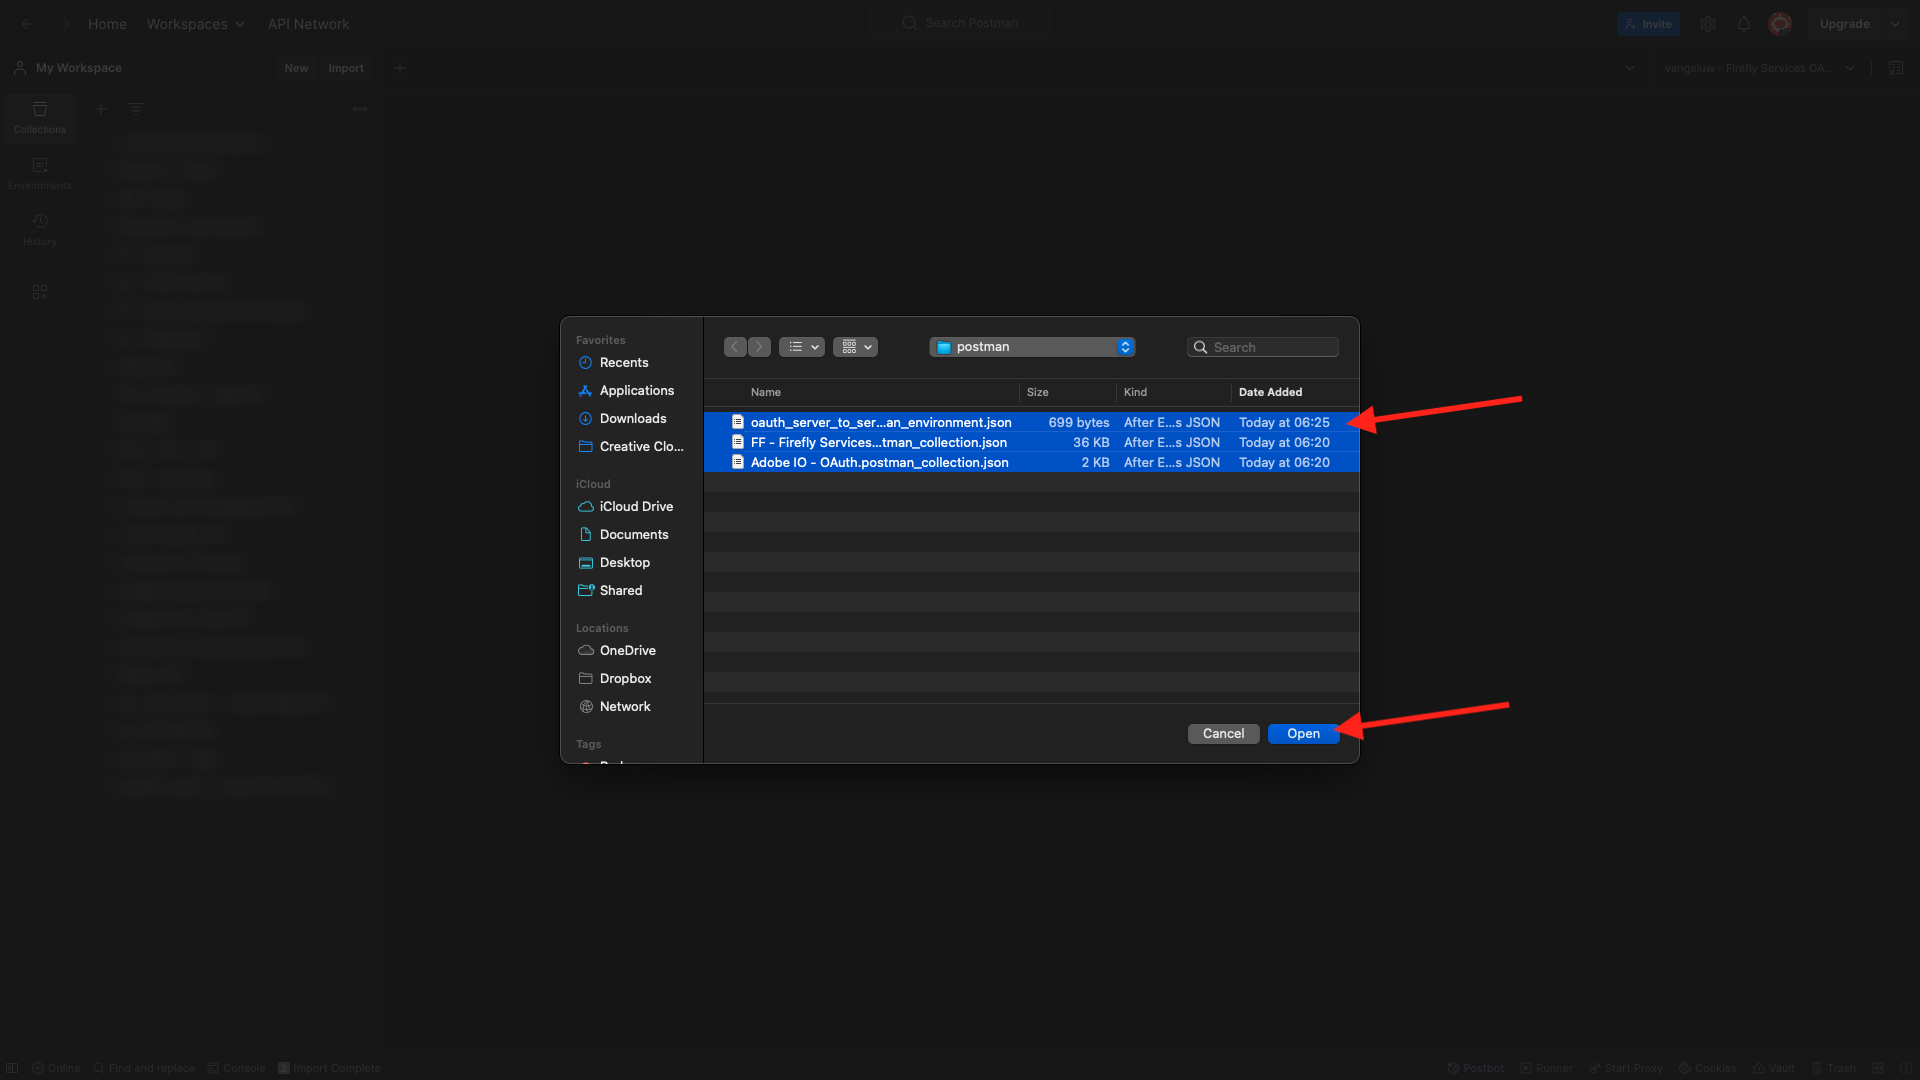 Home
Workspaces
API Network
Search Postman
Invite
Upgrade
My Workspace
New
Import
vangeluw - Firefly Services OA...
Collections
Environments
History
Favorites
Recents
Applications
Downloads
Creative Clo...
iCloud
iCloud Drive
Documents
Desktop
Shared
Locations
OneDrive
Dropbox
Network
Tags
postman
Search
Name
Size
Kind
Date Added
oauth_server_to_ser...an_environment.json
699 bytes
After E...s JSON
Today at 06:25
FF - Firefly Services...tman_collection.json
36 KB
After E...s JSON
Today at 06:20
Adobe IO - OAuth.postman_collection.json
2 KB
After E...s JSON
Today at 06:20
Cancel
Open
Online
Find and replace
Console
Import Complete
Postbot
Runner
Start Proxy
Cookies
Vault
Trash